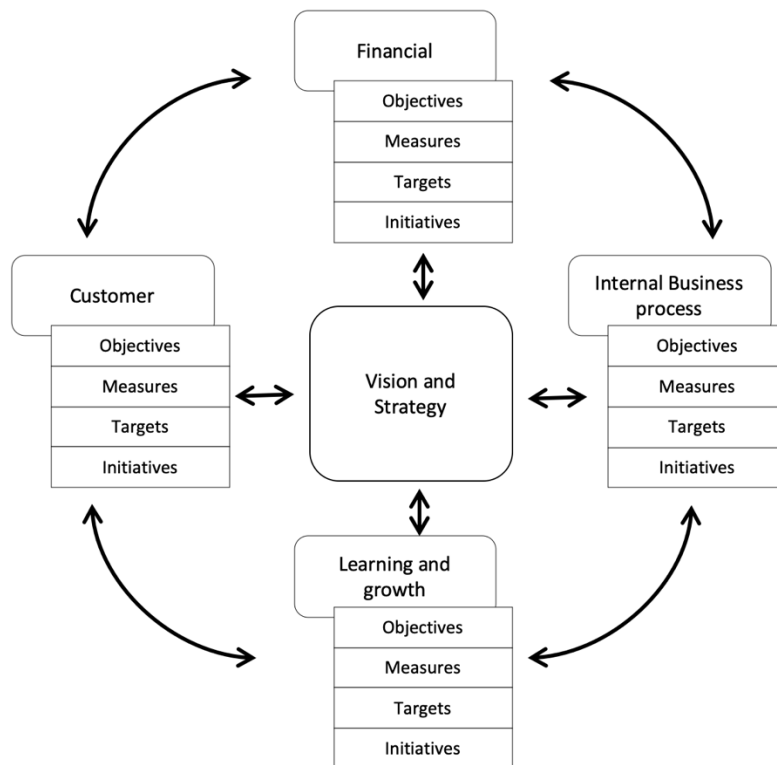 Financial
Objectives
Measures
Targets
Initiatives
Customer
Objectives
Measures
Targets
Initiatives
Vision and
Strategy
Internal Business
process
Objectives
Measures
Targets
Initiatives
Learning and
growth
Objectives
Measures
Targets
Initiatives